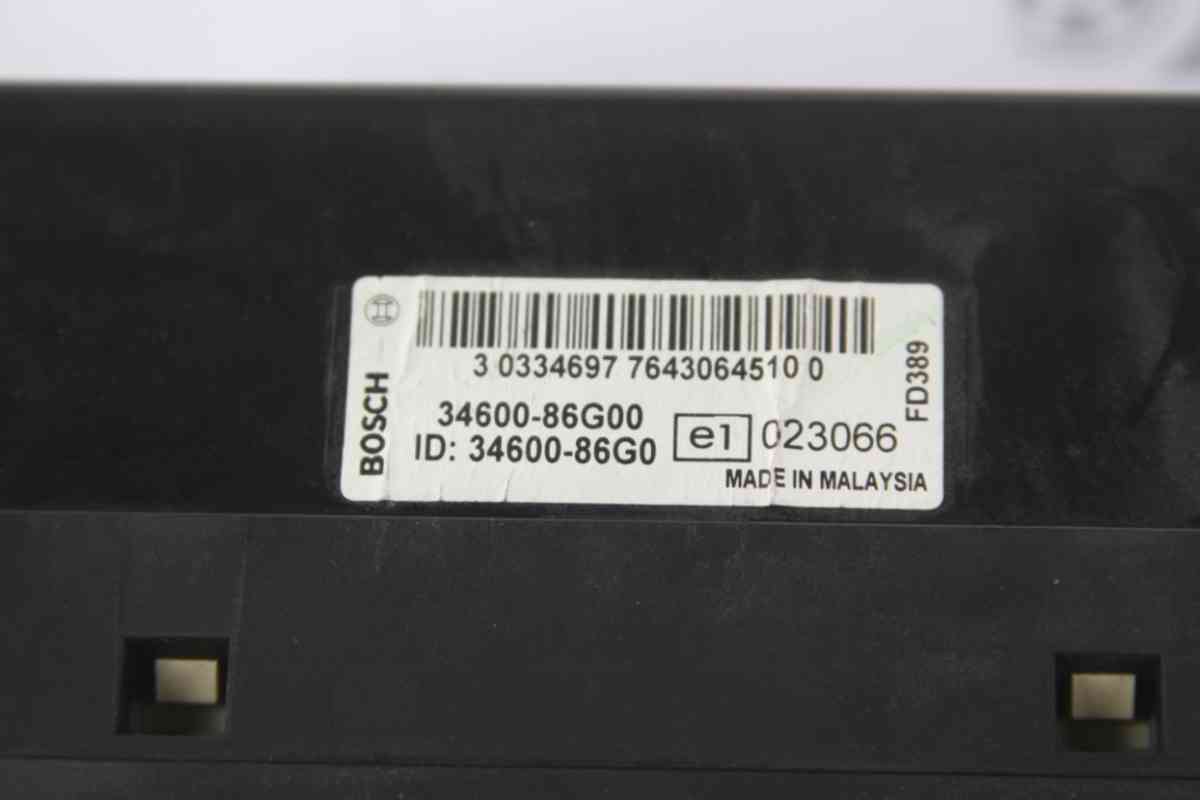 BOSCH
3 0334697 7643064510 0
34600-86G00
ID: 34600-86G0
e1 023066
FD389
MADE IN MALAYSIA